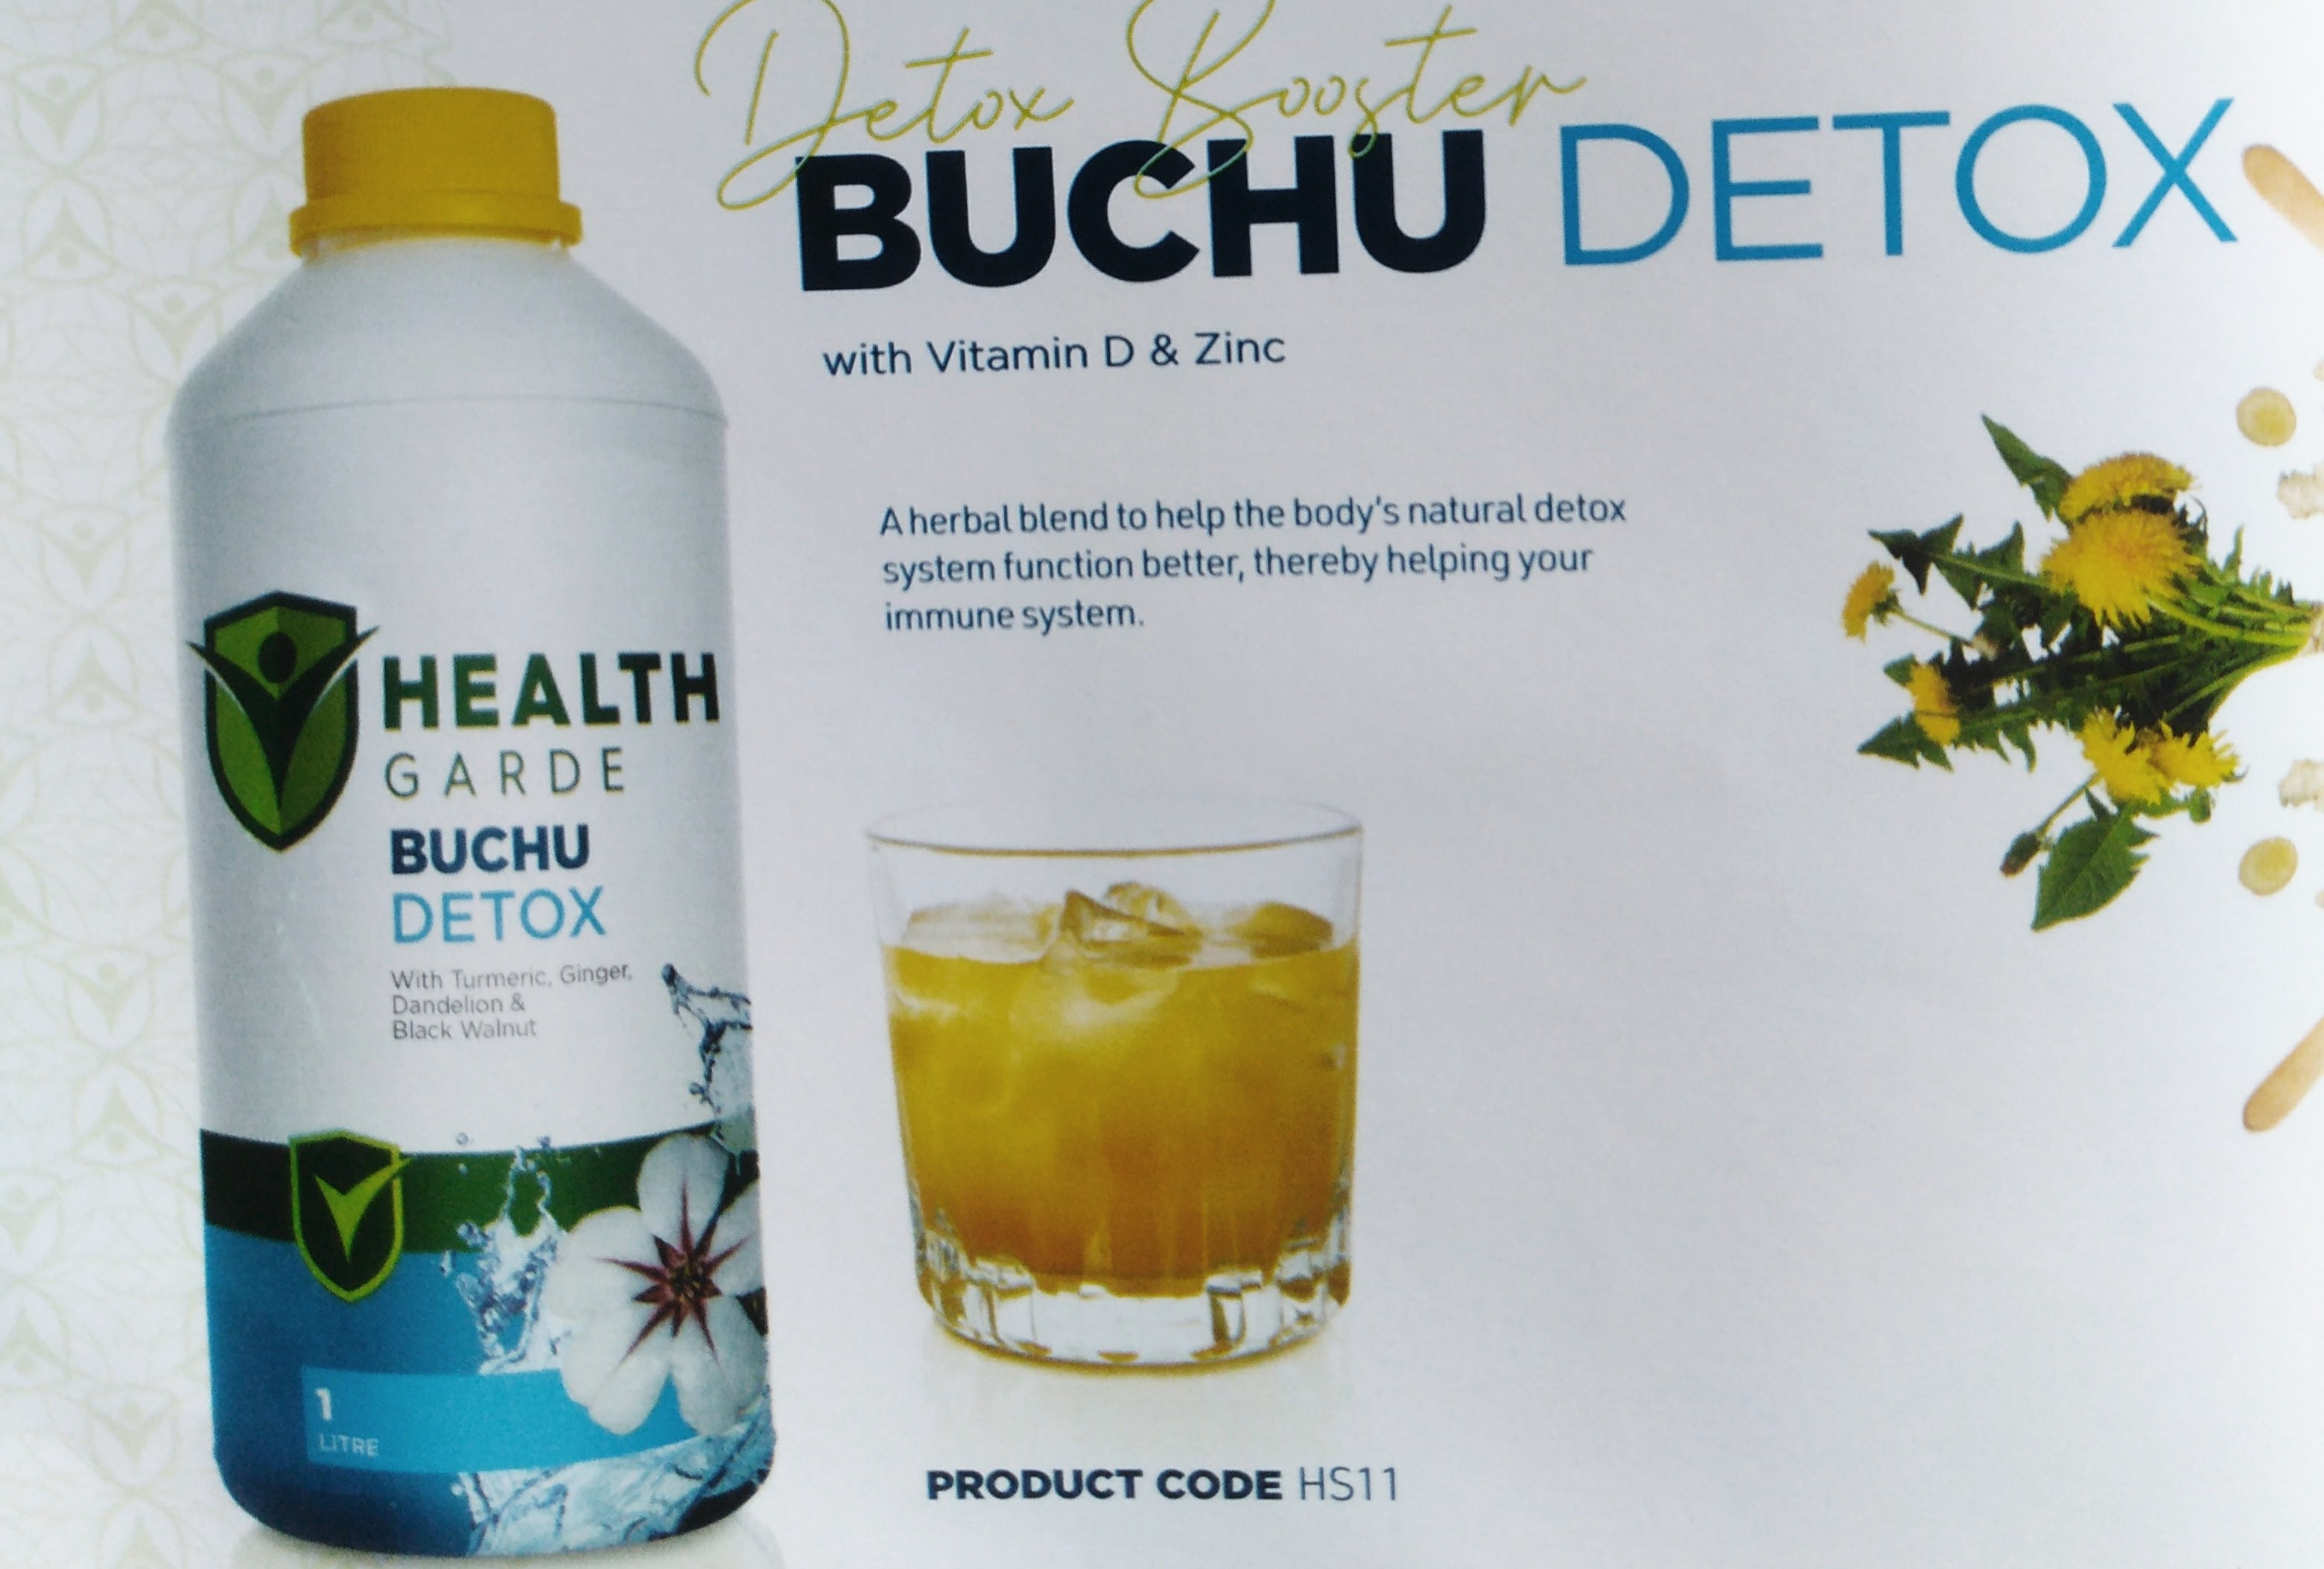 Detox Booster
BUCHU DETOX
with Vitamin D & Zinc
A herbal blend to help the body's natural detox
system function better, thereby helping your
immune system.
HEALTH
GARDE
BUCHU
DETOX
With Turmeric, Ginger,
Dandelion &
Black Walnut
1
LITRE
PRODUCT CODE HS11